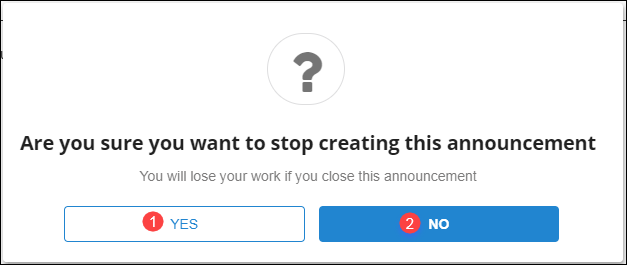 ?
Are you sure you want to stop creating this announcement
You will lose your work if you close this announcement
1 YES
2 NO